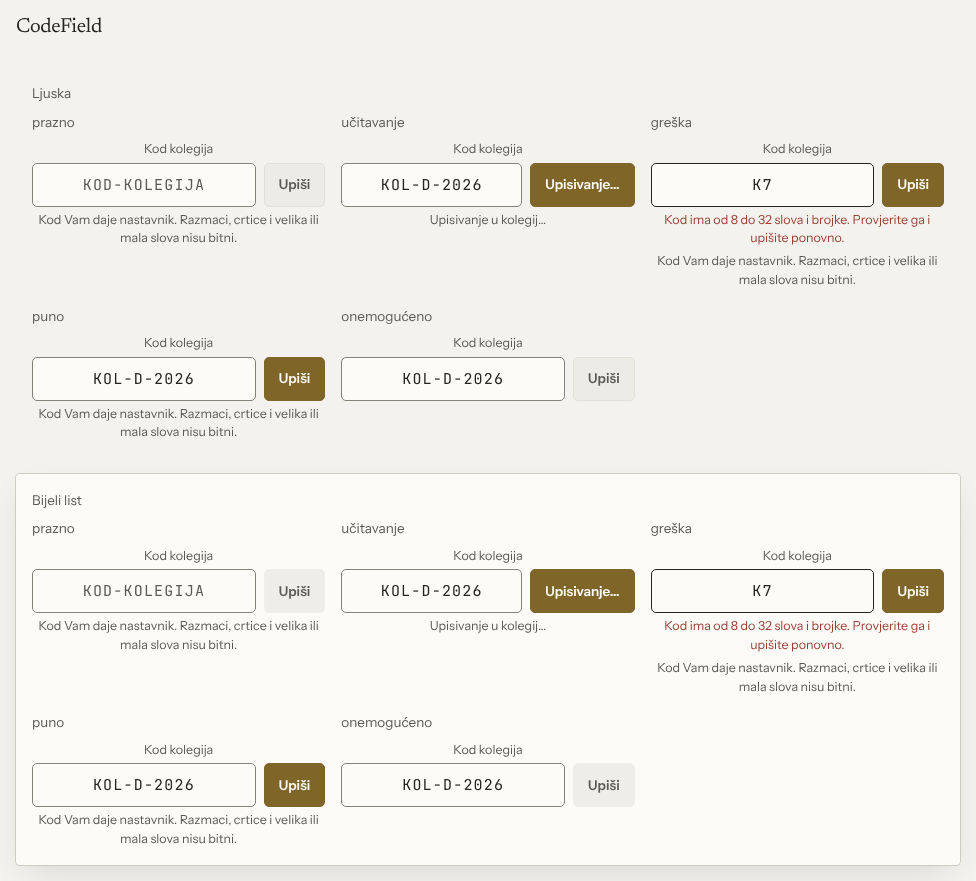 CodeField
Ljuska
prazno
Kod kolegija
KOD-KOLEGIJA
Upiši
Kod Vam daje nastavnik. Razmaci, crtice i velika ili
mala slova nisu bitni.
učitavanje
Kod kolegija
KOL-D-2026
Upisivanje…
Upisivanje u kolegij…
greška
Kod kolegija
K7
Upiši
Kod ima od 8 do 32 slova i brojke. Provjerite ga i
upišite ponovno.
Kod Vam daje nastavnik. Razmaci, crtice i velika ili
mala slova nisu bitni.
puno
Kod kolegija
KOL-D-2026
Upiši
Kod Vam daje nastavnik. Razmaci, crtice i velika ili
mala slova nisu bitni.
onemogućeno
Kod kolegija
KOL-D-2026
Upiši
Bijeli list
prazno
Kod kolegija
KOD-KOLEGIJA
Upiši
Kod Vam daje nastavnik. Razmaci, crtice i velika ili
mala slova nisu bitni.
učitavanje
Kod kolegija
KOL-D-2026
Upisivanje…
Upisivanje u kolegij…
greška
Kod kolegija
K7
Upiši
Kod ima od 8 do 32 slova i brojke. Provjerite ga i
upišite ponovno.
Kod Vam daje nastavnik. Razmaci, crtice i velika ili
mala slova nisu bitni.
puno
Kod kolegija
KOL-D-2026
Upiši
Kod Vam daje nastavnik. Razmaci, crtice i velika ili
mala slova nisu bitni.
onemogućeno
Kod kolegija
KOL-D-2026
Upiši